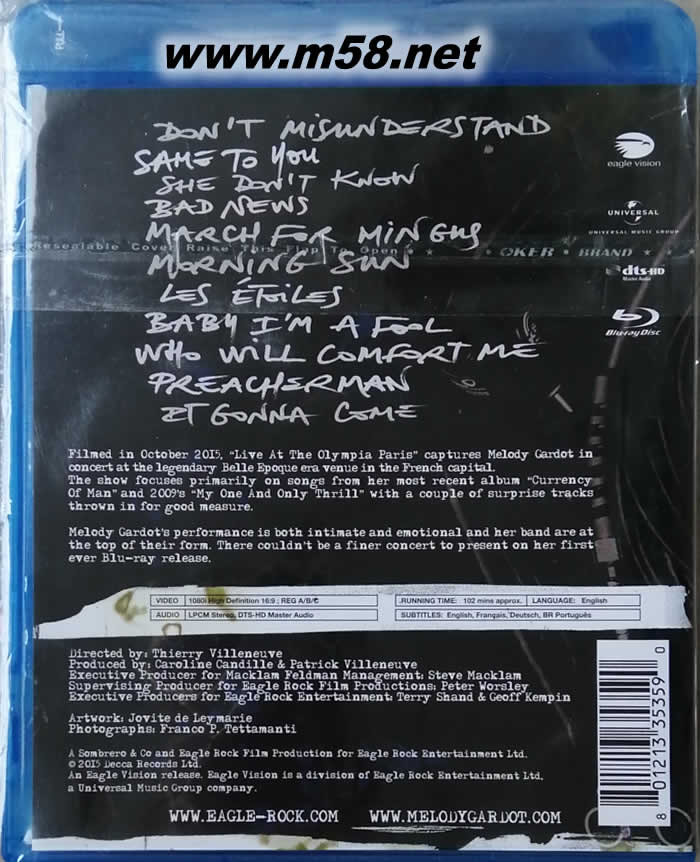 www.m58.net
PULL
DON'T MISUNDERSTAND
SAME TO YOU
SHE DON'T KNOW
BAD NEWS
MARCH FOR MINGUS
Resealable Cover Raise This Flap To Open ★ ★ OKER ★ BRAND ★
MORNING SUN
LES ÉTOILES
BABY I'M A FOOL
WHO WILL COMFORT ME
PREACHERMAN
IT GONNA COME
eagle vision
UNIVERSAL
UNIVERSAL MUSIC GROUP
dts-HD
Master Audio
Blu-ray Disc
Filmed in October 2015, "Live At The Olympia Paris" captures Melody Gardot in
concert at the legendary Belle Epoque era venue in the French capital.
The show focuses primarily on songs from her most recent album "Currency
Of Man" and 2009's "My One And Only Thrill" with a couple of surprise tracks
thrown in for good measure.
Melody Gardot's performance is both intimate and emotional and her band are at
the top of their form. There couldn't be a finer concert to present on her first
ever Blu-ray release.
VIDEO 1080i High Definition 16:9 ; REG A/B/C
AUDIO LPCM Stereo, DTS-HD Master Audio
RUNNING TIME: 102 mins approx. LANGUAGE: English
SUBTITLES: English, Français, Deutsch, BR Português
Directed by: Thierry Villeneuve
Produced by: Caroline Candille & Patrick Villeneuve
Executive Producer for Macklam Feldman Management: Steve Macklam
Supervising Producer for Eagle Rock Film Productions: Peter Worsley
Executive Producers for Eagle Rock Entertainment: Terry Shand & Geoff Kempin
Artwork: Jovite de Leymarie
Photographs: Franco P. Tettamanti
A Sombrero & Co and Eagle Rock Film Production for Eagle Rock Entertainment Ltd.
© 2015 Decca Records Ltd.
An Eagle Vision release. Eagle Vision is a division of Eagle Rock Entertainment Ltd,
a Universal Music Group company.
WWW.EAGLE-ROCK.COM WWW.MELODYGARDOT.COM
8 01213 35359 0